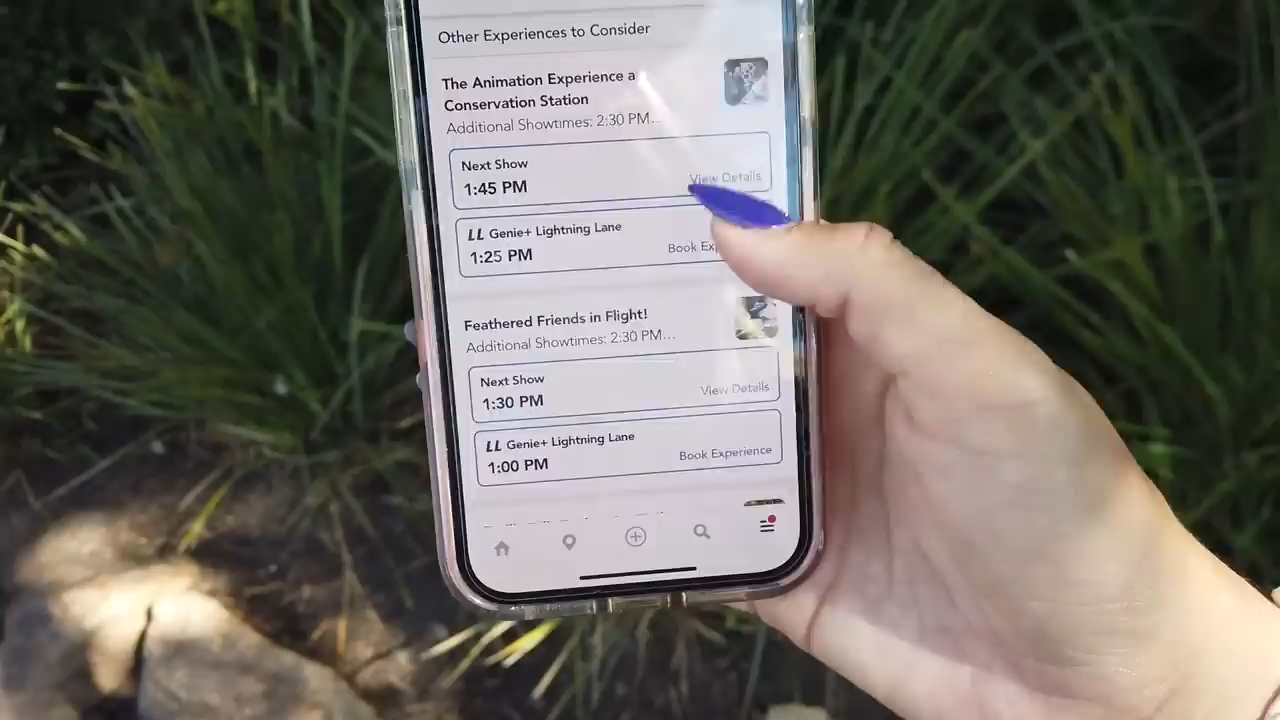 Other Experiences to Consider
The Animation Experience a
Conservation Station
Additional Showtimes: 2:30 PM...
Next Show
1:45 PM
View Details
LL Genie+ Lightning Lane
1:25 PM
Book Exp
Feathered Friends in Flight!
Additional Showtimes: 2:30 PM...
Next Show
1:30 PM
View Details
LL Genie+ Lightning Lane
1:00 PM
Book Experience